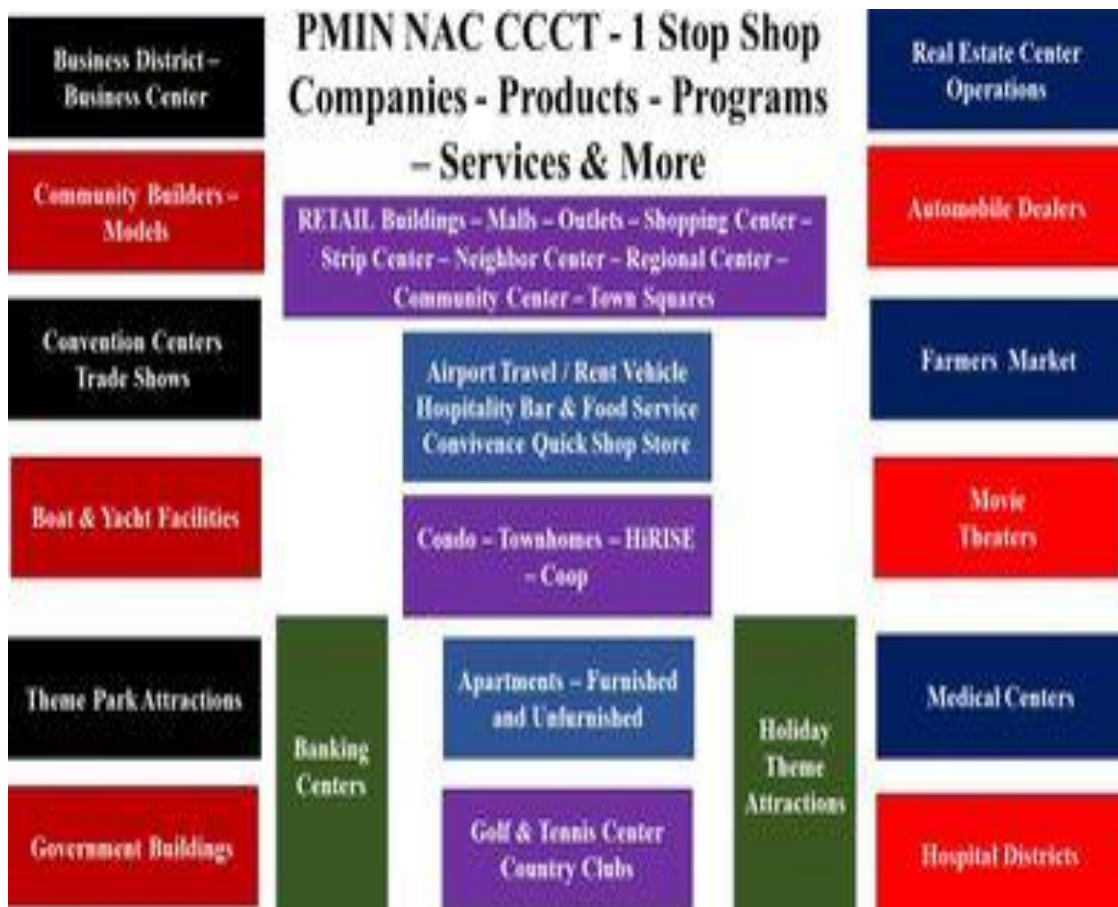 PMIN NAC CCCT - 1 Stop Shop
Companies - Products - Programs
– Services & More
Business District –
Business Center
Community Builders –
Models
Convention Centers
Trade Shows
Boat & Yacht Facilities
Theme Park Attractions
Government Buildings
RETAIL Buildings – Malls – Outlets – Shopping Center –
Strip Center – Neighbor Center – Regional Center –
Community Center – Town Squares
Airport Travel / Rent Vehicle
Hospitality Bar & Food Service
Convivence Quick Shop Store
Condo – Townhomes – HiRISE
– Coop
Banking
Centers
Apartments – Furnished
and Unfurnished
Golf & Tennis Center
Country Clubs
Holiday
Theme
Attractions
Real Estate Center
Operations
Automobile Dealers
Farmers Market
Movie
Theaters
Medical Centers
Hospital Districts